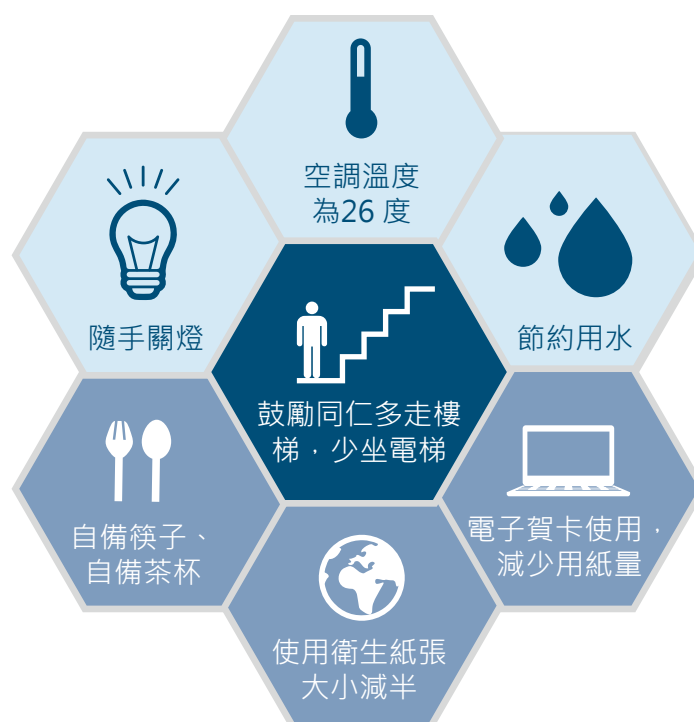 空調溫度
為26 度
隨手關燈
節約用水
鼓勵同仁多走樓
梯，少坐電梯
自備筷子、
自備茶杯
電子賀卡使用，
減少用紙量
使用衛生紙張
大小減半